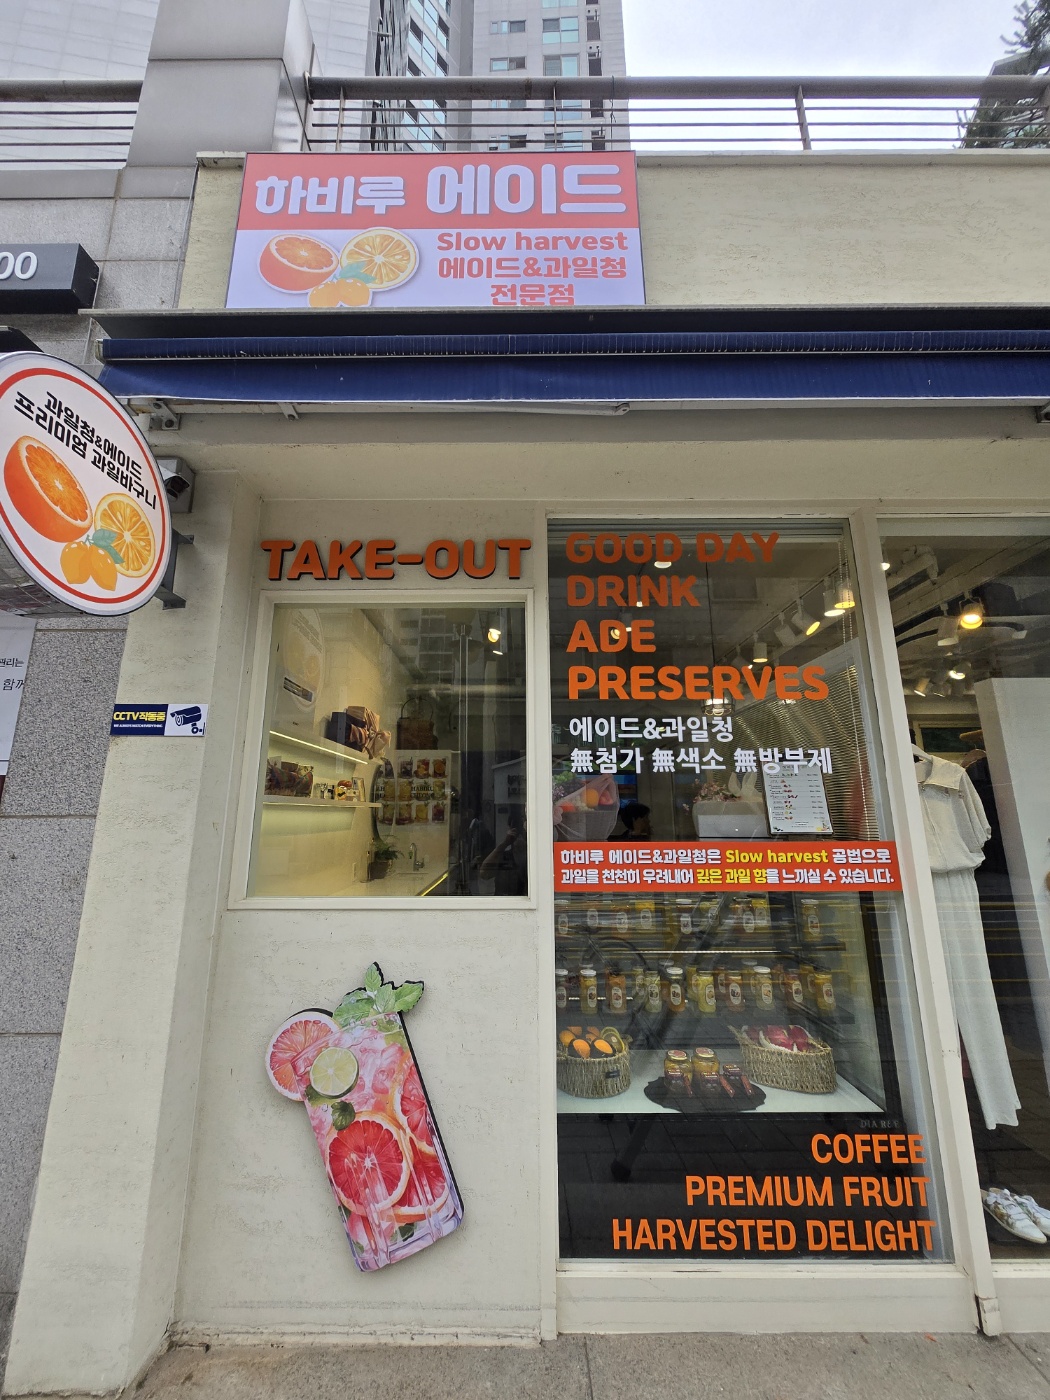 하비루 에이드
Slow harvest
에이드&과일청
전문점
00
과일청&에이드
프리미엄 과일바구니
TAKE-OUT
GOOD DAY
DRINK
ADE
PRESERVES
에이드&과일청
無첨가 無색소 無방부제
CCTV작동중
하비루 에이드&과일청은 Slow harvest 공법으로
과일을 천천히 우려내어 깊은 과일 향를 느끼실 수 있습니다.
COFFEE
PREMIUM FRUIT
HARVESTED DELIGHT